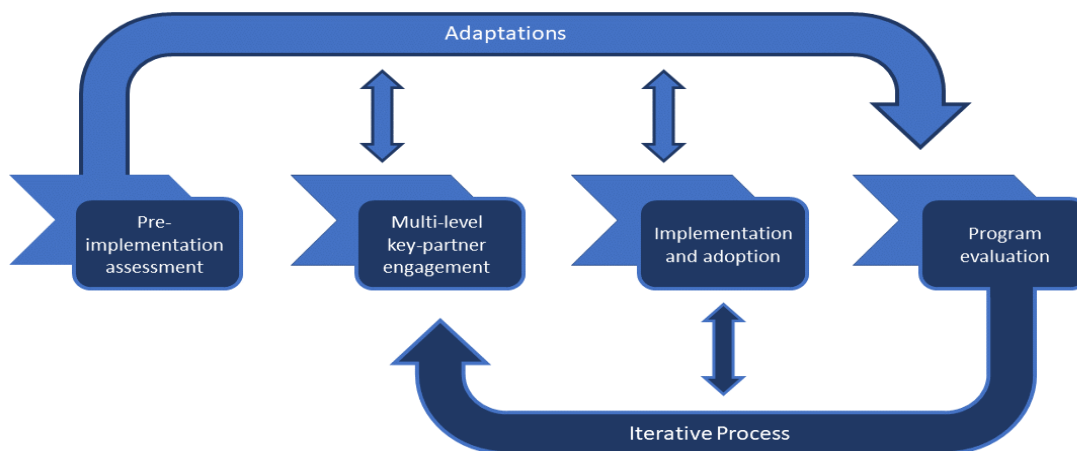 Adaptations
Pre-
implementation
assessment
Multi-level
key-partner
engagement
Implementation
and adoption
Program
evaluation
Iterative Process